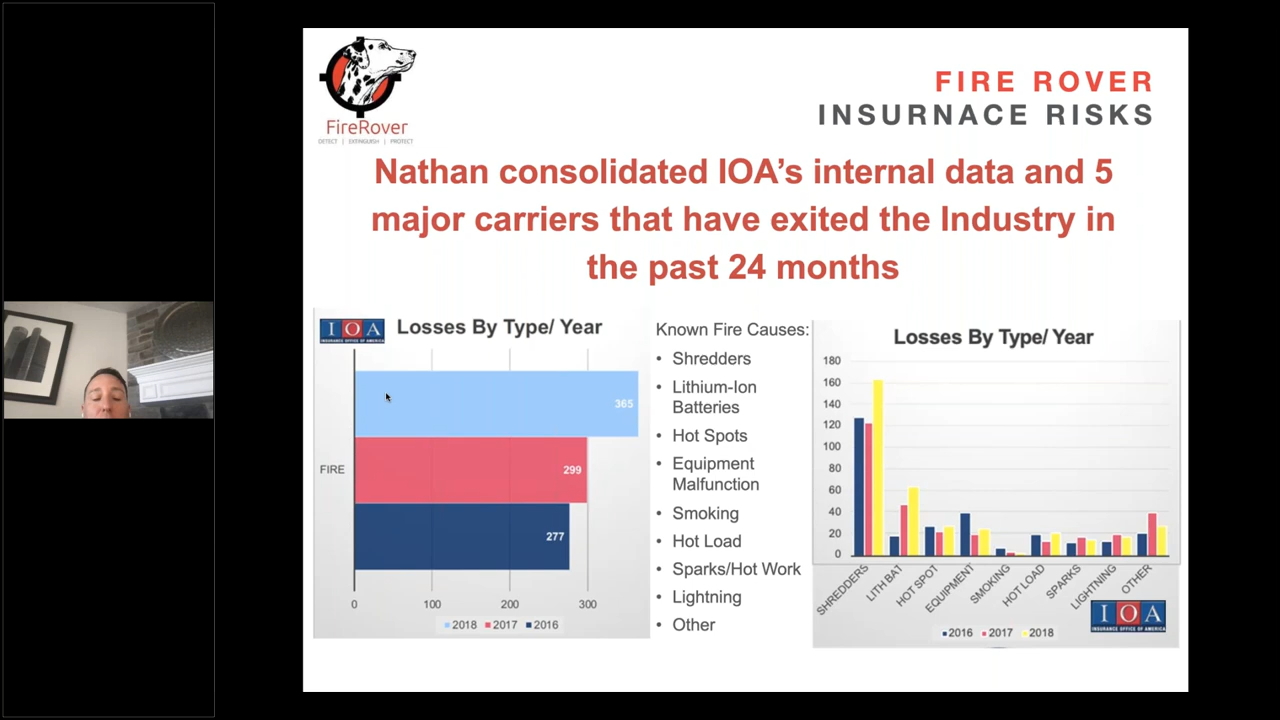 FireRover
DETECT | EXTINGUISH | PROTECT
FIRE ROVER
INSURNACE RISKS
Nathan consolidated IOA’s internal data and 5
major carriers that have exited the Industry in
the past 24 months
IOA
INSURANCE OFFICE OF AMERICA
Losses By Type/ Year
365
299
277
FIRE
0 100 200 300
2018 2017 2016
Known Fire Causes:
• Shredders
• Lithium-Ion
Batteries
• Hot Spots
• Equipment
Malfunction
• Smoking
• Hot Load
• Sparks/Hot Work
• Lightning
• Other
Losses By Type/ Year
180
160
140
120
100
80
60
40
20
0
SHREDDERS
LITH BAT
HOT SPOT
EQUIPMENT
SMOKING
HOT LOAD
SPARKS
LIGHTNING
OTHER
IOA
INSURANCE OFFICE OF AMERICA
2016 2017 2018